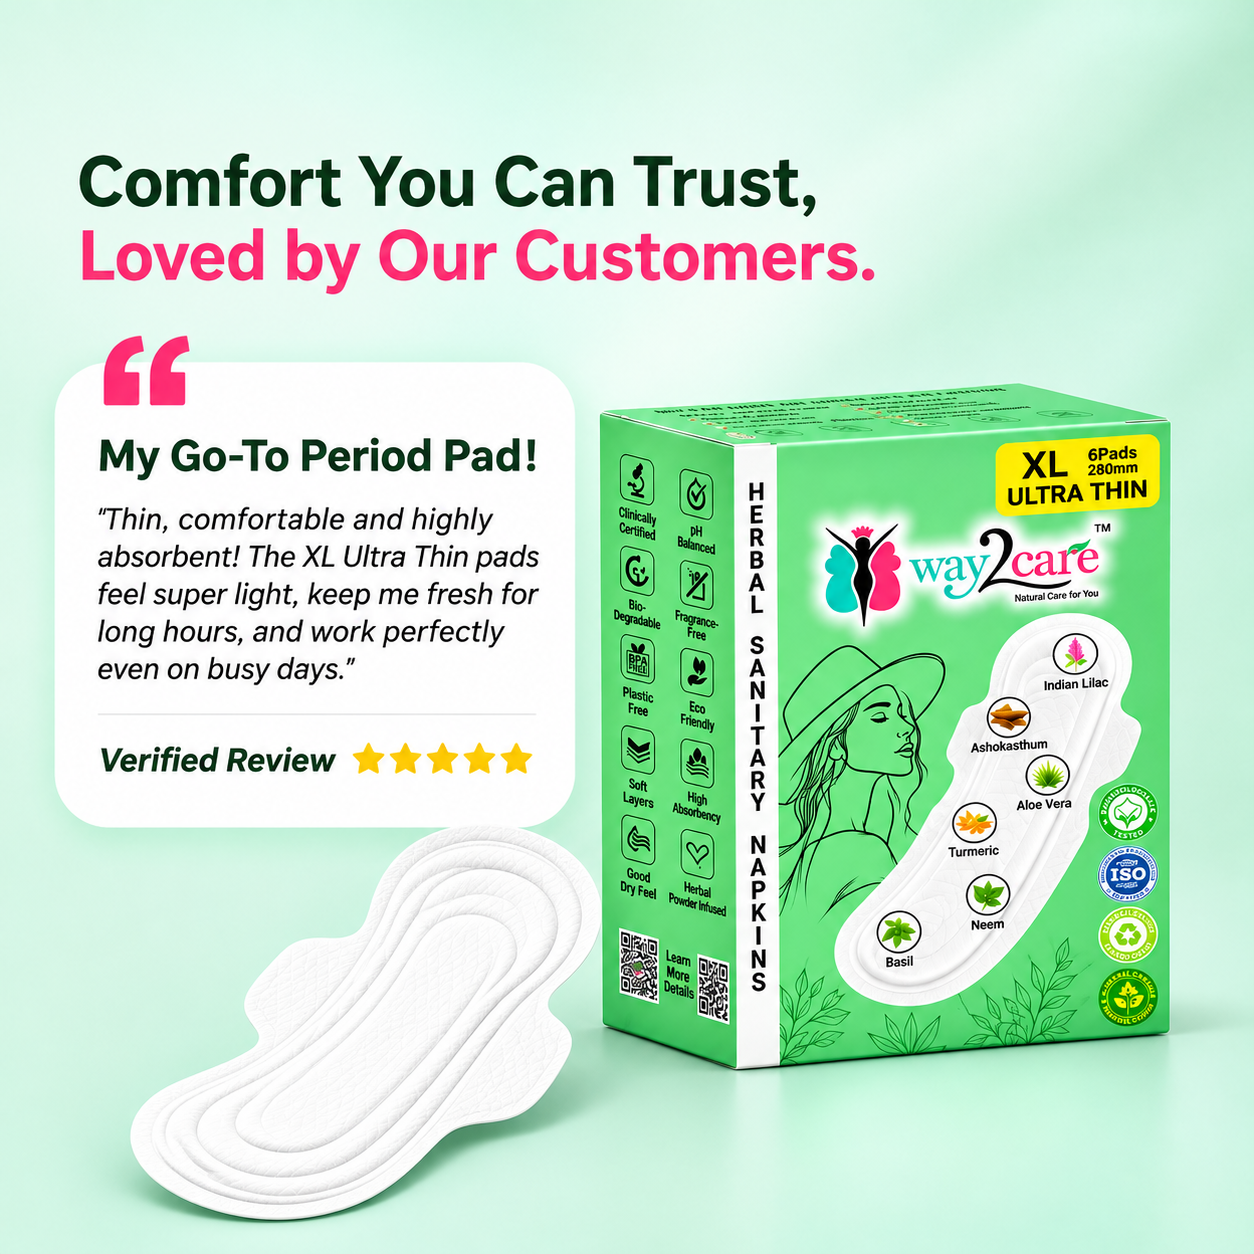 Comfort You Can Trust,
Loved by Our Customers.
My Go-To Period Pad!
"Thin, comfortable and highly
absorbent! The XL Ultra Thin pads
feel super light, keep me fresh for
long hours, and work perfectly
even on busy days."
Verified Review
XL
6Pads
280mm
ULTRA THIN
way2care™
Natural Care for You
HERBAL SANITARY NAPKINS
Clinically
Certified
pH
Balanced
Bio-
Degradable
Fragrance-
Free
BPA
FREE
Plastic
Free
Eco
Friendly
Soft
Layers
High
Absorbency
Good
Dry Feel
Herbal
Powder Infused
Learn
More
Details
Indian Lilac
Ashokasthum
Aloe Vera
Turmeric
Neem
Basil
TESTED
ISO